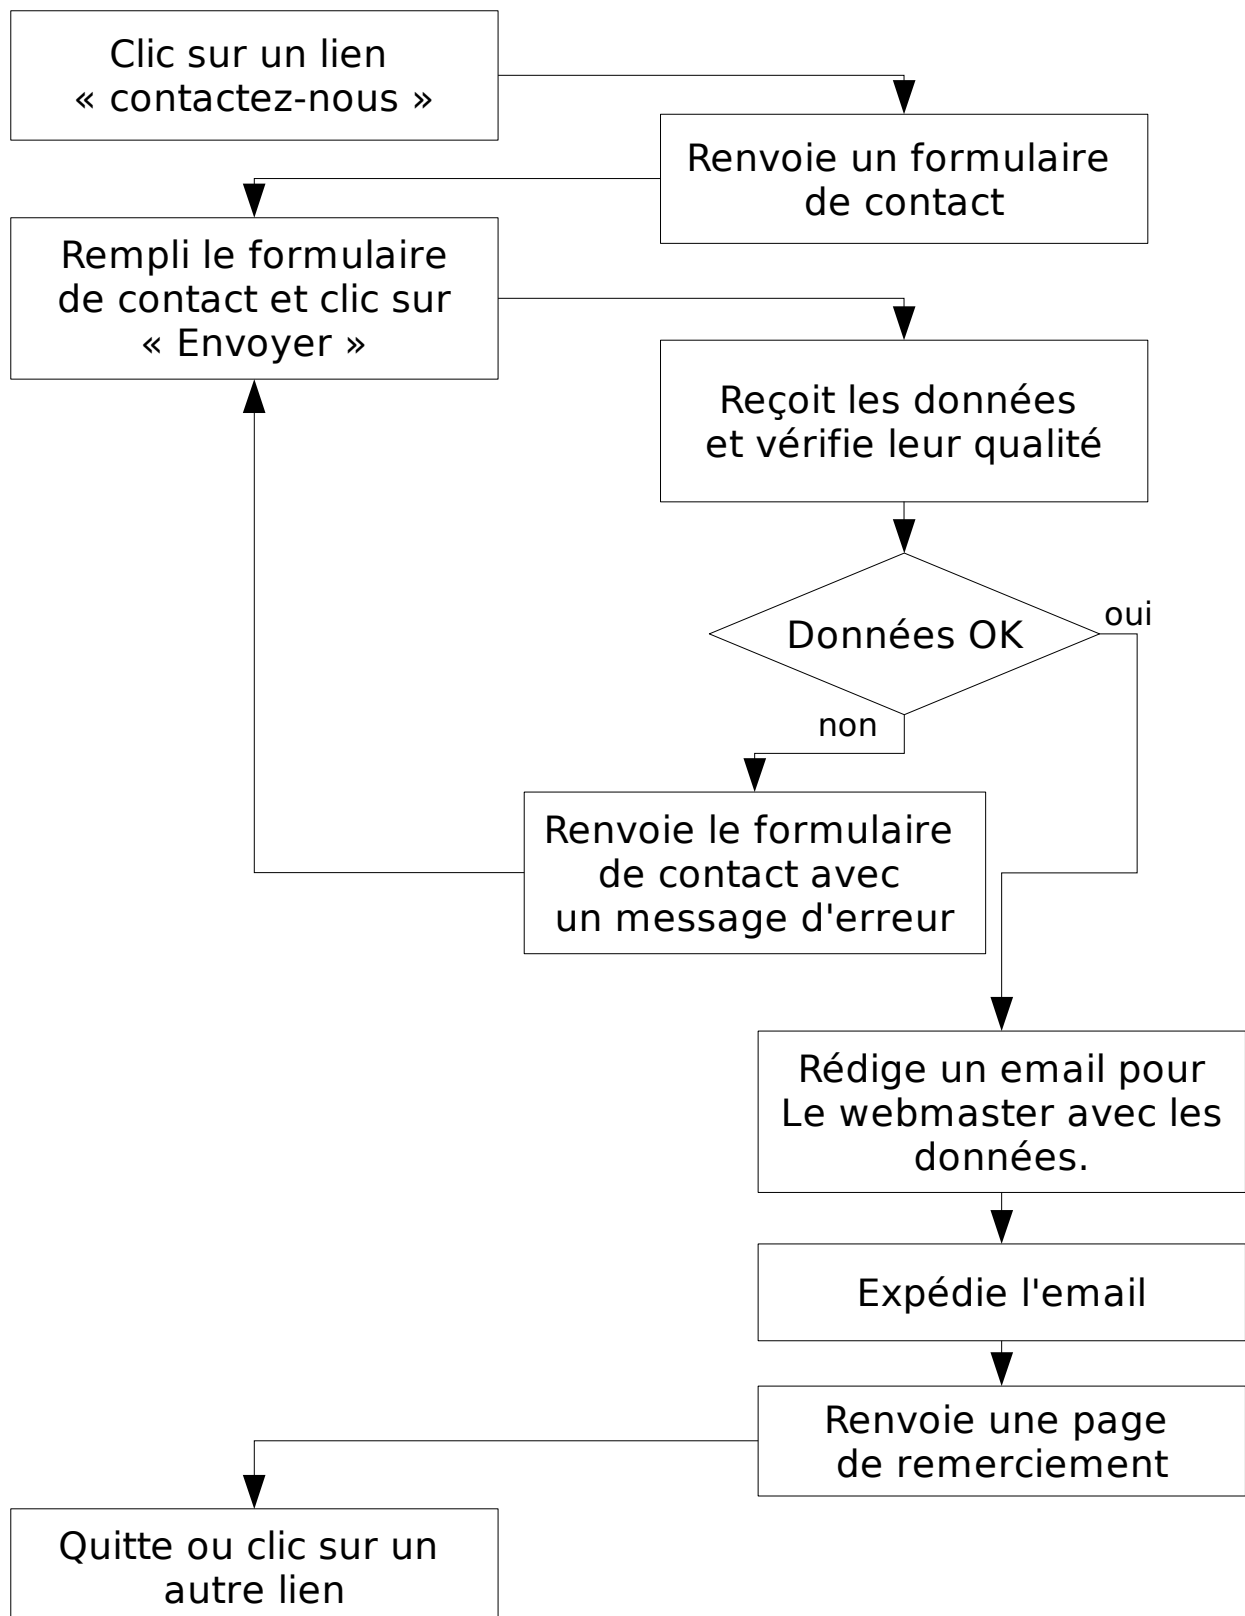 Clic sur un lien
« contactez-nous »
Renvoie un formulaire
de contact
Rempli le formulaire
de contact et clic sur
« Envoyer »
Reçoit les données
et vérifie leur qualité
Données OK
oui
non
Renvoie le formulaire
de contact avec
un message d'erreur
Rédige un email pour
Le webmaster avec les
données.
Expédie l'email
Renvoie une page
de remerciement
Quitte ou clic sur un
autre lien